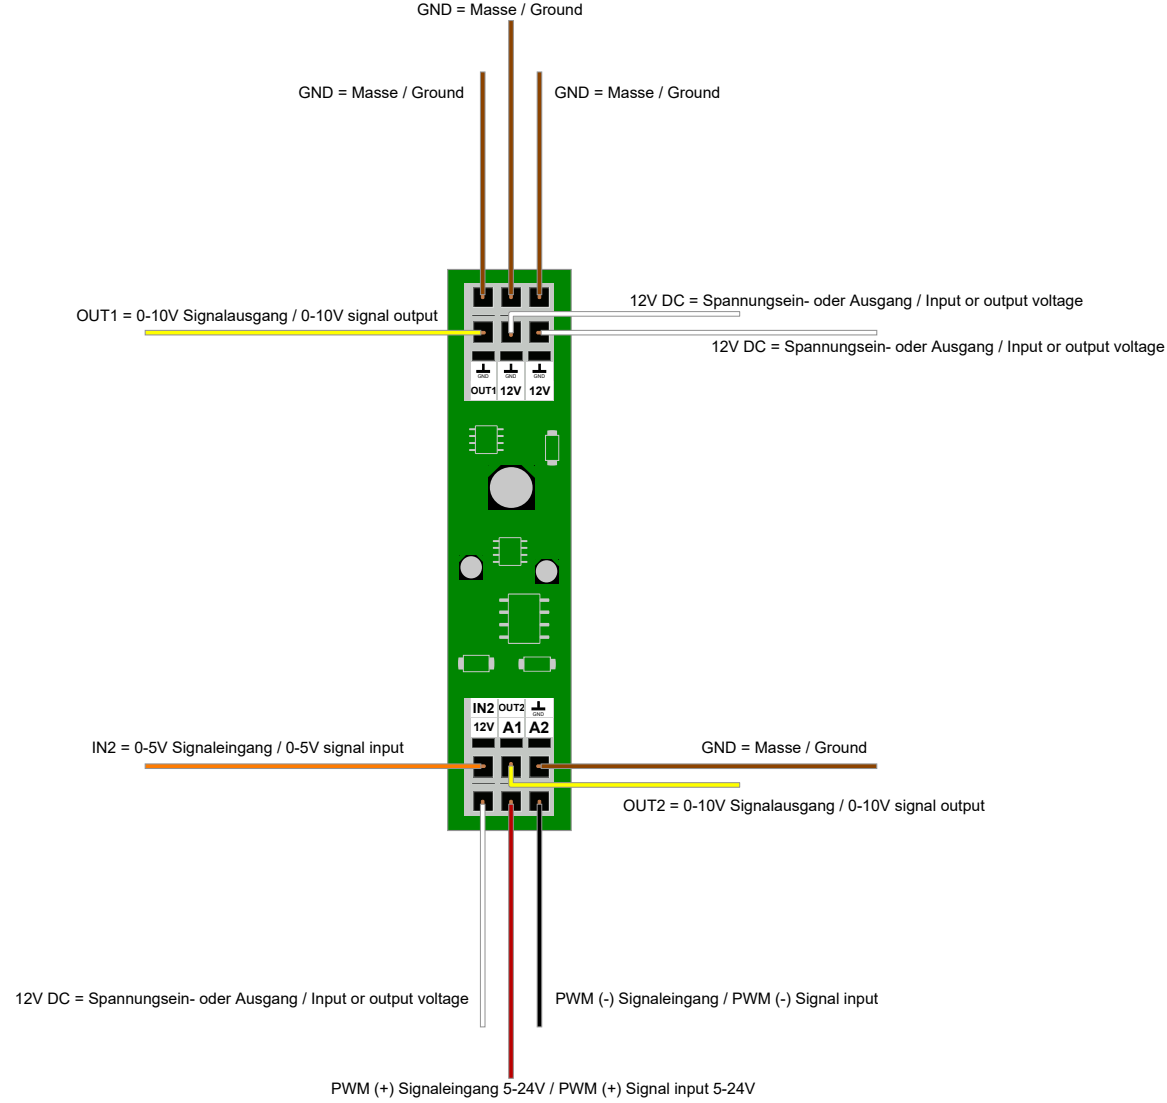 GND = Masse / Ground
GND = Masse / Ground
GND = Masse / Ground
12V DC = Spannungsein- oder Ausgang / Input or output voltage
OUT1 = 0-10V Signalausgang / 0-10V signal output
12V DC = Spannungsein- oder Ausgang / Input or output voltage
GND GND GND
OUT1 12V 12V
IN2 OUT2 GND
12V A1 A2
IN2 = 0-5V Signaleingang / 0-5V signal input
GND = Masse / Ground
OUT2 = 0-10V Signalausgang / 0-10V signal output
12V DC = Spannungsein- oder Ausgang / Input or output voltage
PWM (-) Signaleingang / PWM (-) Signal input
PWM (+) Signaleingang 5-24V / PWM (+) Signal input 5-24V